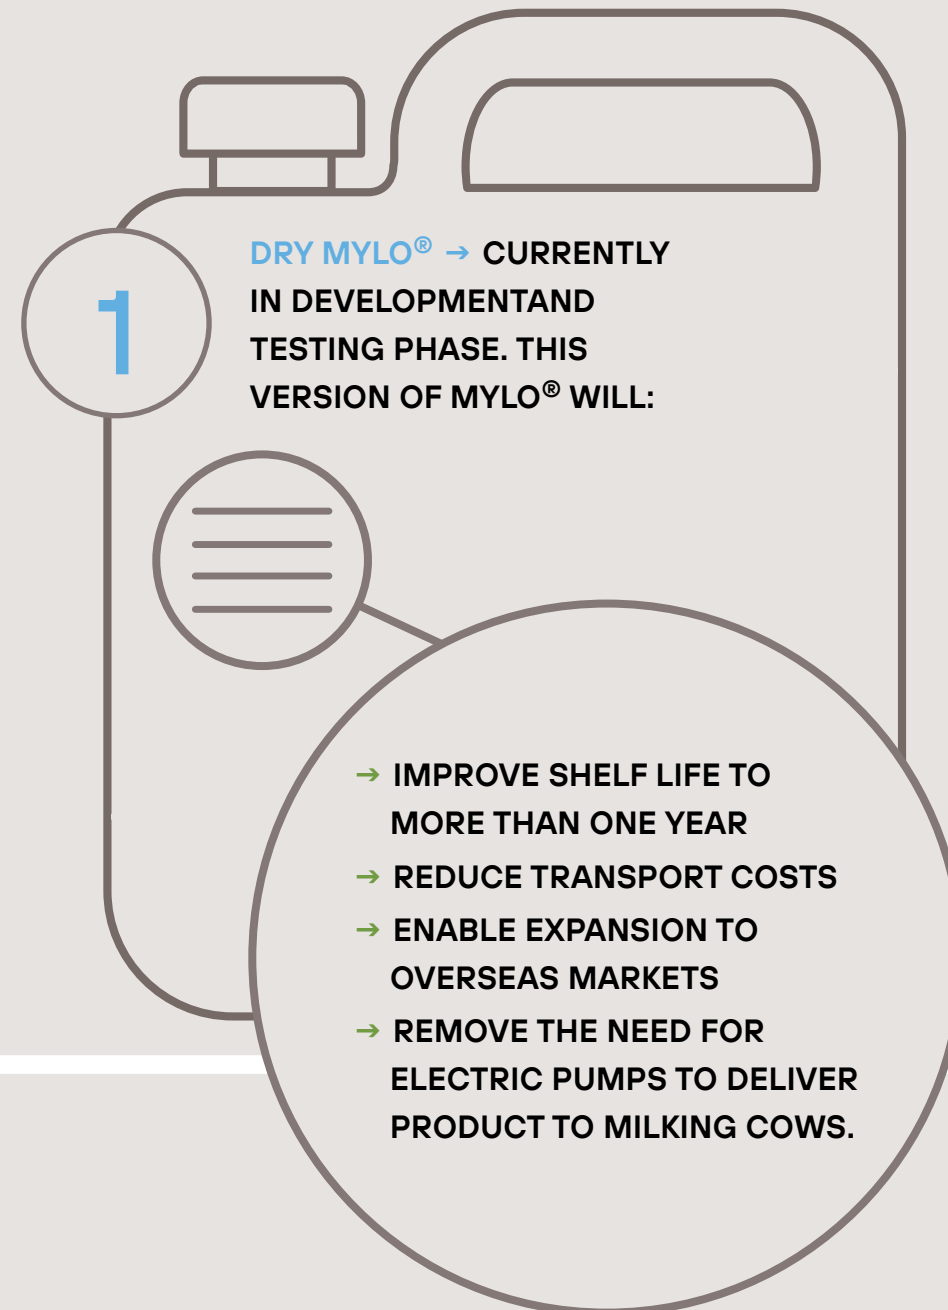 1
DRY MYLO® → CURRENTLY
IN DEVELOPMENTAND
TESTING PHASE. THIS
VERSION OF MYLO® WILL:
→ IMPROVE SHELF LIFE TO
MORE THAN ONE YEAR
→ REDUCE TRANSPORT COSTS
→ ENABLE EXPANSION TO
OVERSEAS MARKETS
→ REMOVE THE NEED FOR
ELECTRIC PUMPS TO DELIVER
PRODUCT TO MILKING COWS.